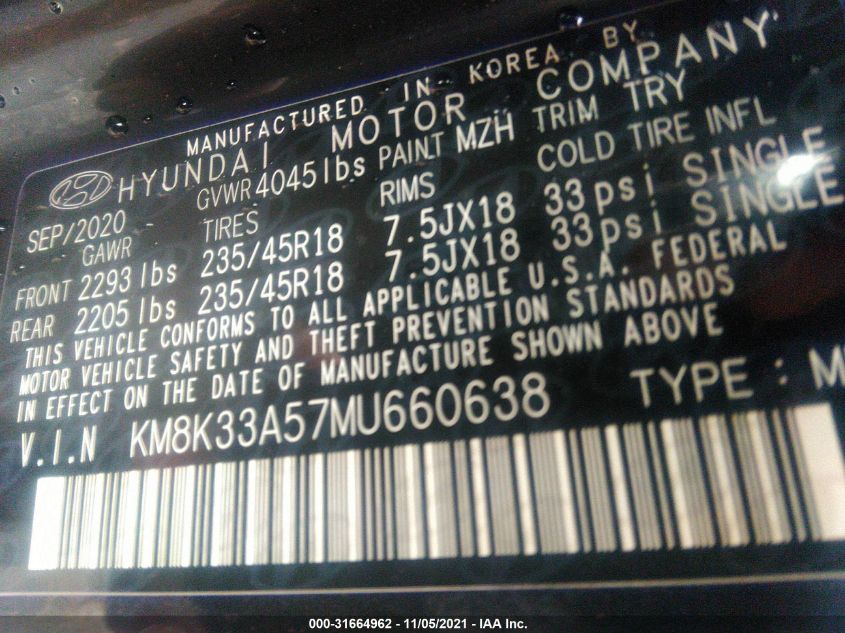 MANUFACTURED IN KOREA BY
HYUNDAI MOTOR COMPANY
SEP/2020 GVWR 4045 lbs PAINT MZH TRIM TRY
GAWR TIRES RIMS COLD TIRE INFL
FRONT 2293 lbs 235/45R18 7.5JX18 33 psi SINGLE
REAR 2205 lbs 235/45R18 7.5JX18 33 psi SINGLE
THIS VEHICLE CONFORMS TO ALL APPLICABLE U.S.A. FEDERAL
MOTOR VEHICLE SAFETY AND THEFT PREVENTION STANDARDS
IN EFFECT ON THE DATE OF MANUFACTURE SHOWN ABOVE
V.I.N KM8K33A57MU660638 TYPE : M
000-31664962 - 11/05/2021 - IAA Inc.